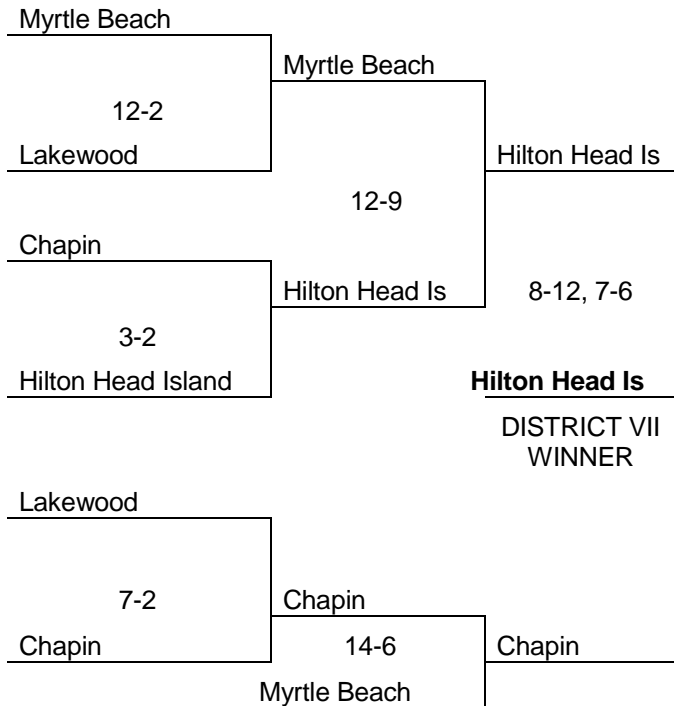 Myrtle Beach
Myrtle Beach
12-2
Lakewood
Hilton Head Is
12-9
Chapin
Hilton Head Is
8-12, 7-6
3-2
Hilton Head Island
Hilton Head Is
DISTRICT VII
WINNER
Lakewood
7-2
Chapin
Chapin
14-6
Chapin
Myrtle Beach